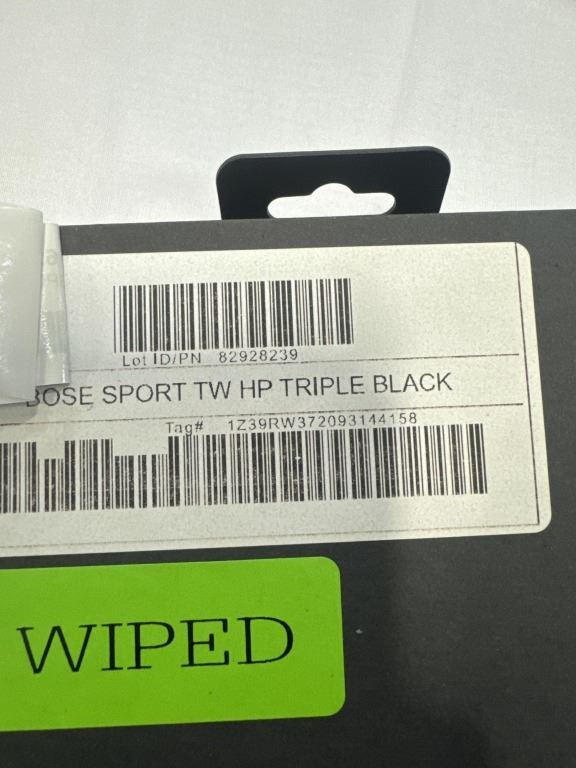 Lot ID/PN 82928239
BOSE SPORT TW HP TRIPLE BLACK
Tag# 1Z39RW372093144158
WIPED